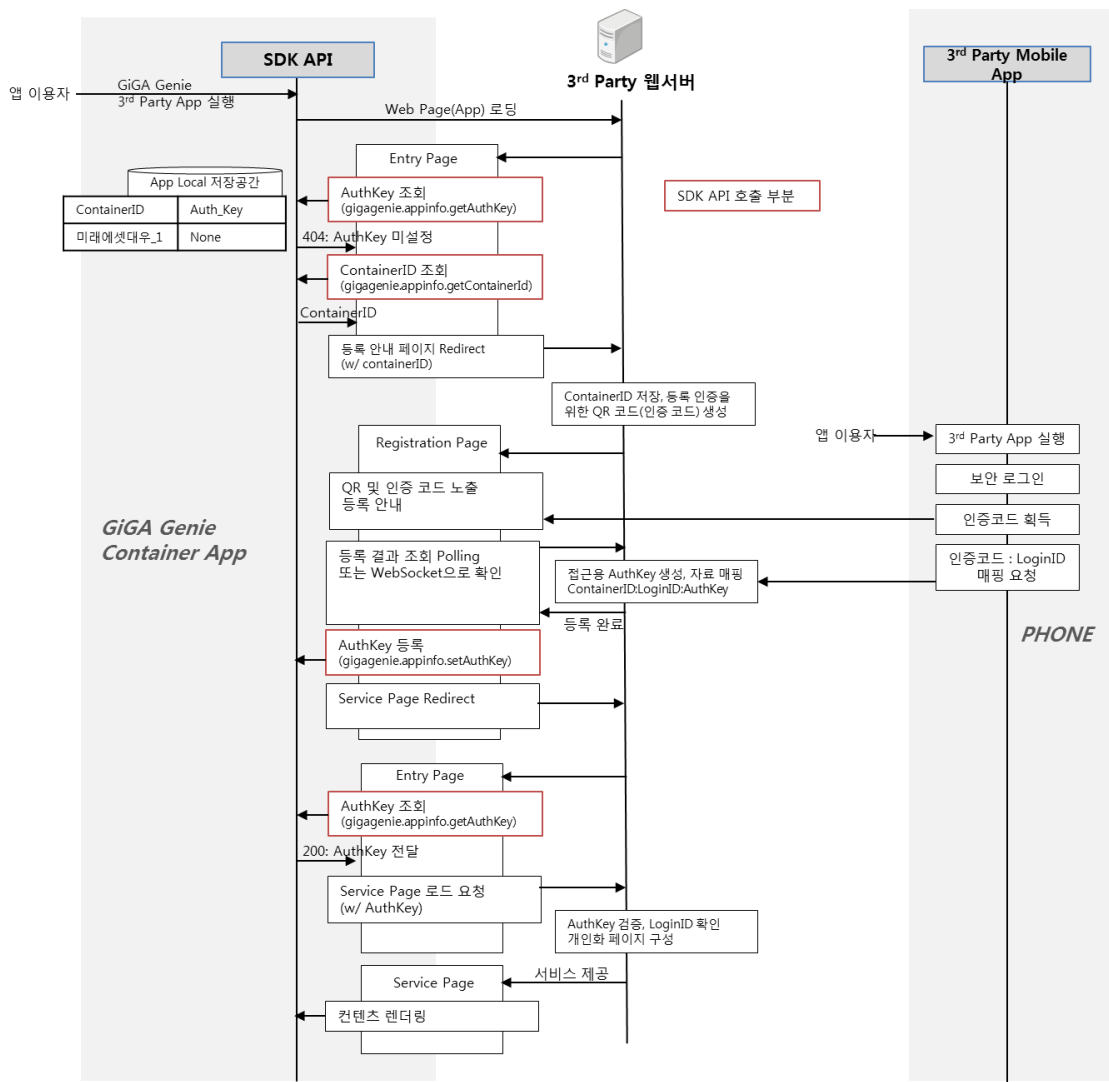 SDK API
3rd Party 웹서버
3rd Party Mobile
App
앱 이용자
GiGA Genie
3rd Party App 실행
Web Page(App) 로딩
Entry Page
App Local 저장공간
ContainerID
Auth_Key
미래에셋대우_1
None
AuthKey 조회
(gigagenie.appinfo.getAuthKey)
SDK API 호출 부분
404: AuthKey 미설정
ContainerID 조회
(gigagenie.appinfo.getContainerId)
ContainerID
등록 안내 페이지 Redirect
(w/ containerID)
ContainerID 저장, 등록 인증을
위한 QR 코드(인증 코드) 생성
앱 이용자
3rd Party App 실행
Registration Page
보안 로그인
QR 및 인증 코드 노출
등록 안내
인증코드 획득
GiGA Genie
Container App
등록 결과 조회 Polling
또는 WebSocket으로 확인
인증코드 : LoginID
매핑 요청
접근용 AuthKey 생성, 자료 매핑
ContainerID:LoginID:AuthKey
등록 완료
PHONE
AuthKey 등록
(gigagenie.appinfo.setAuthKey)
Service Page Redirect
Entry Page
AuthKey 조회
(gigagenie.appinfo.getAuthKey)
200: AuthKey 전달
Service Page 로드 요청
(w/ AuthKey)
AuthKey 검증, LoginID 확인
개인화 페이지 구성
서비스 제공
Service Page
컨텐츠 렌더링